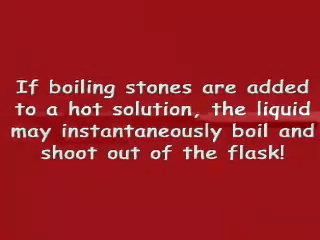 If boiling stones are added
to a hot solution, the liquid
may instantaneously boil and
shoot out of the flask!